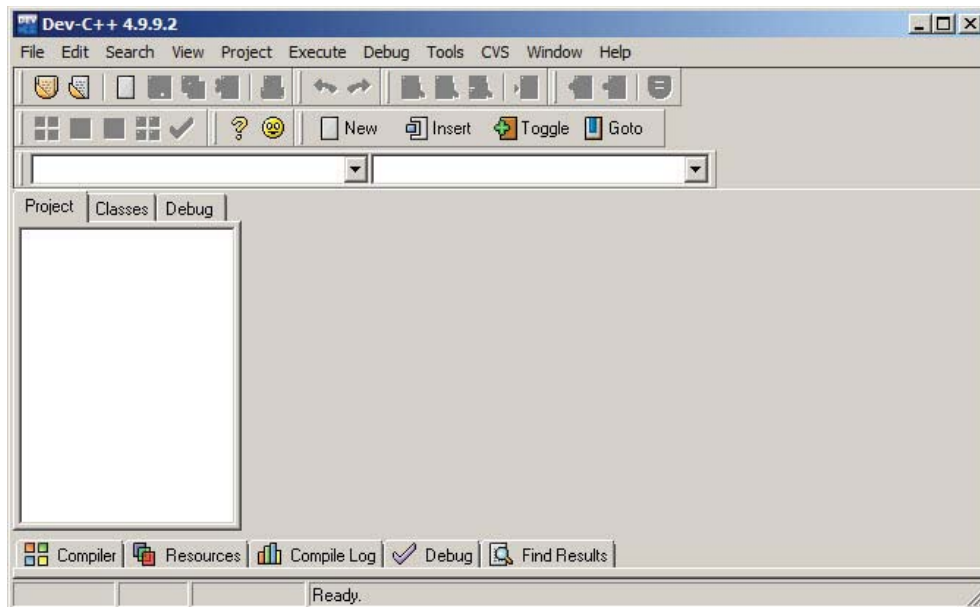 Dev-C++ 4.9.9.2
File Edit Search View Project Execute Debug Tools CVS Window Help
New Insert Toggle Goto
Project Classes Debug
Compiler Resources Compile Log Debug Find Results
Ready.